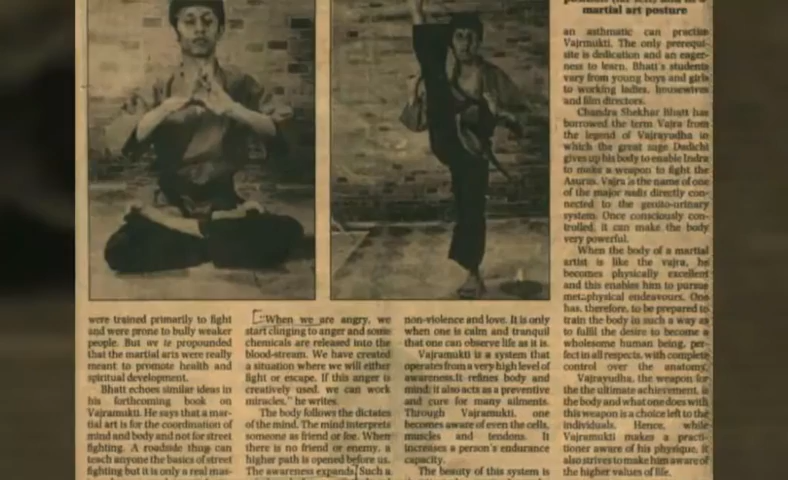 martial art posture
were trained primarily to fight
and were prone to bully weaker
people. But we propounded
that the martial arts were really
meant to promote health and
spiritual development.
Bhatt echoes similar ideas in
his forthcoming book on
Vajramukti. He says that a mar-
tial art is for the coordination of
mind and body and not for street
fighting. A roadside thug can
teach anyone the basics of street
fighting but it is only a real mas-
When we are angry, we
start clinging to anger and some
chemicals are released into the
blood-stream. We have created
a situation where we will either
fight or escape. If this anger is
creatively used, we can work
miracles," he writes.
The body follows the dictates
of the mind. The mind interprets
someone as friend or foe. When
there is no friend or enemy, a
higher path is opened before us.
The awareness expands. Such a
non-violence and love. It is only
when one is calm and tranquil
that one can observe life as it is.
Vajramukti is a system that
operates from a very high level of
awareness.It refines body and
mind; it also acts as a preventive
and cure for many ailments.
Through Vajramukti, one
becomes aware of even the cells,
muscles and tendons. It
increases a person's endurance
capacity.
The beauty of this system is
an asthmatic can practise
Vajrmukti. The only prerequi-
site is dedication and an eager-
ness to learn. Bhatt's students
vary from young boys and girls
to working ladies, housewives
and film directors.
Chandra Shekhar Bhatt has
borrowed the term Vajra from
the legend of Vajrayudha in
which the great sage Dadichi
gives up his body to enable Indra
to make a weapon to fight the
Asuras. Vajra is the name of one
of the major nadis directly con-
nected to the genito-urinary
system. Once consciously con-
trolled, it can make the body
very powerful.
When the body of a martial
artist is like the vajra, he
becomes physically excellent
and this enables him to pursue
metaphysical endeavours. One
has, therefore, to be prepared to
train the body in such a way as
to fulfil the desire to become a
wholesome human being, per-
fect in all respects, with complete
control over the anatomy.
Vajrayudha, the weapon for
the the ultimate achievement, is
the body and what one does with
this weapon is a choice left to the
individuals. Hence, while
Vajramukti makes a practi-
tioner aware of his physique, it
also strives to make him aware of
the higher values of life.